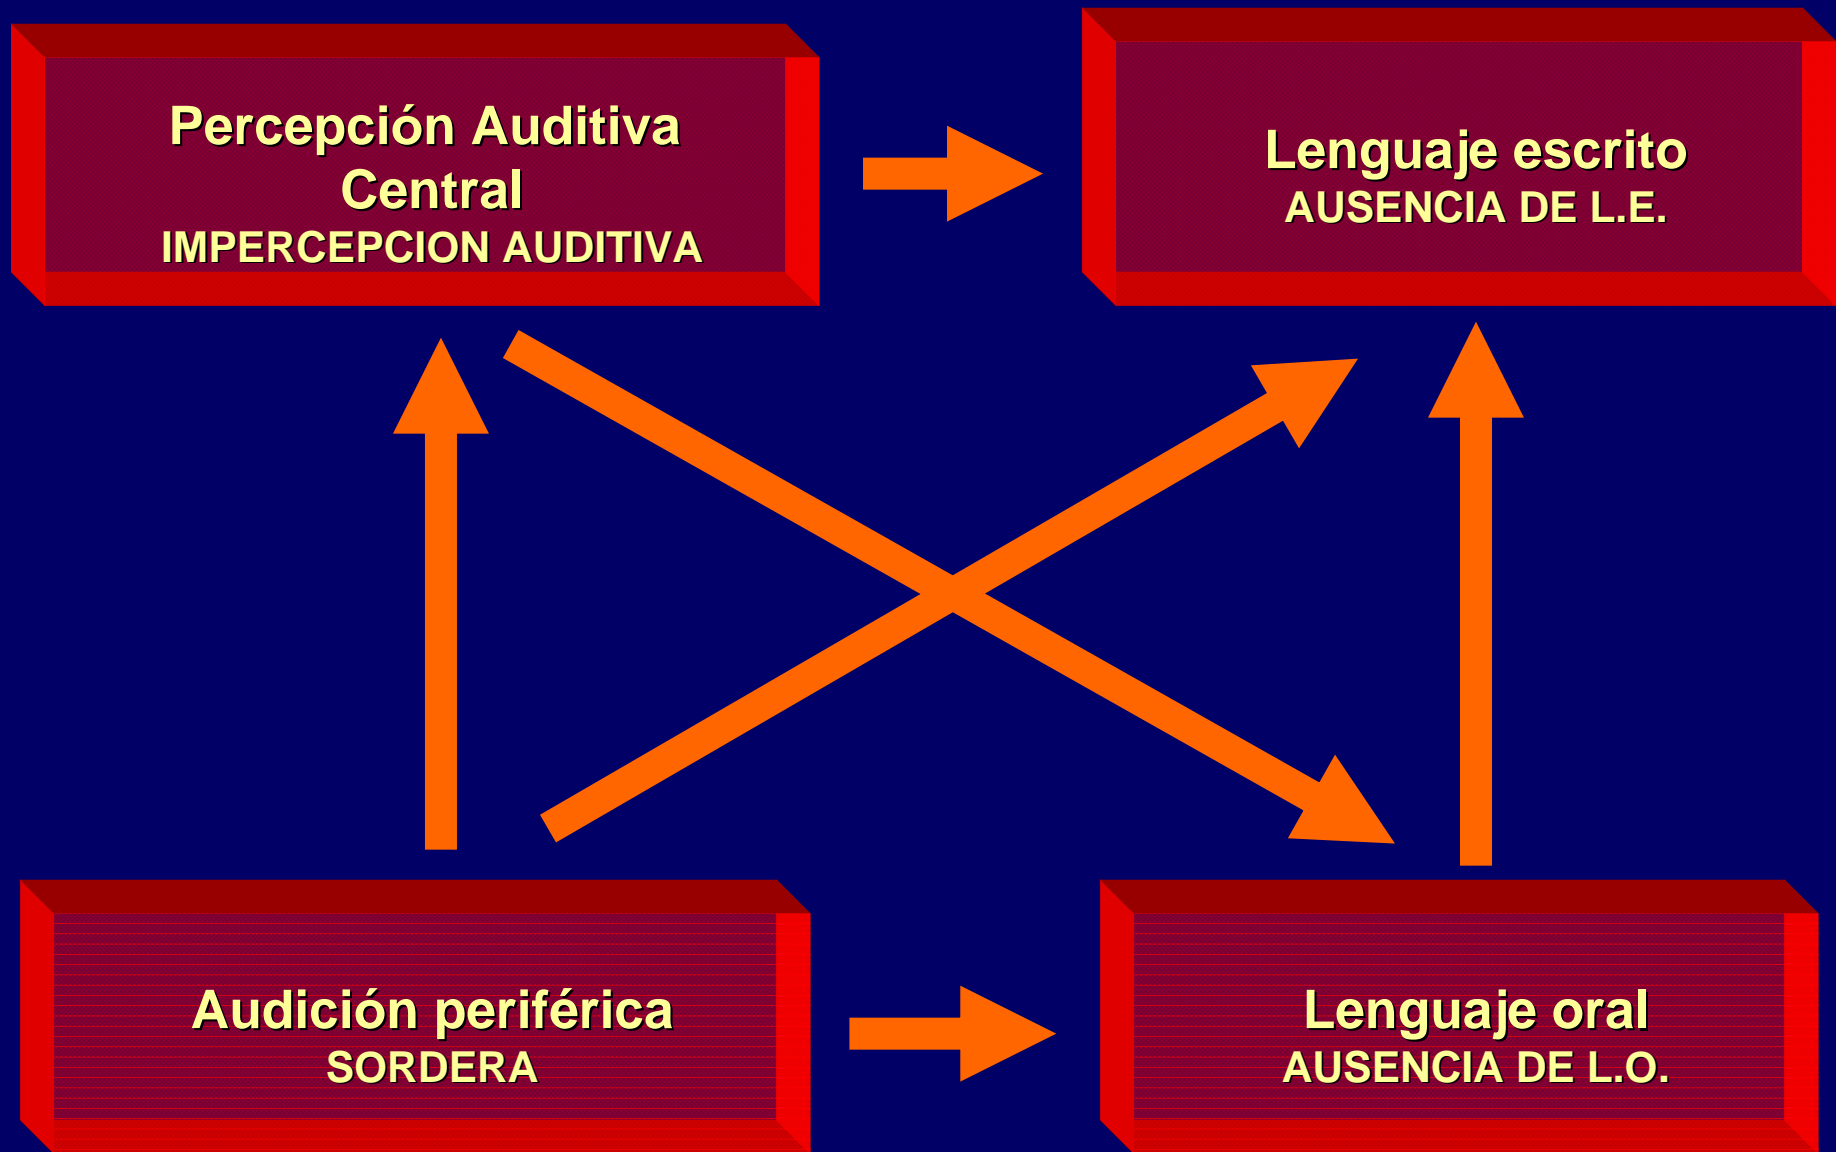 Percepción Auditiva
Central
IMPERCEPCION AUDITIVA
Lenguaje escrito
AUSENCIA DE L.E.
Audición periférica
SORDERA
Lenguaje oral
AUSENCIA DE L.O.